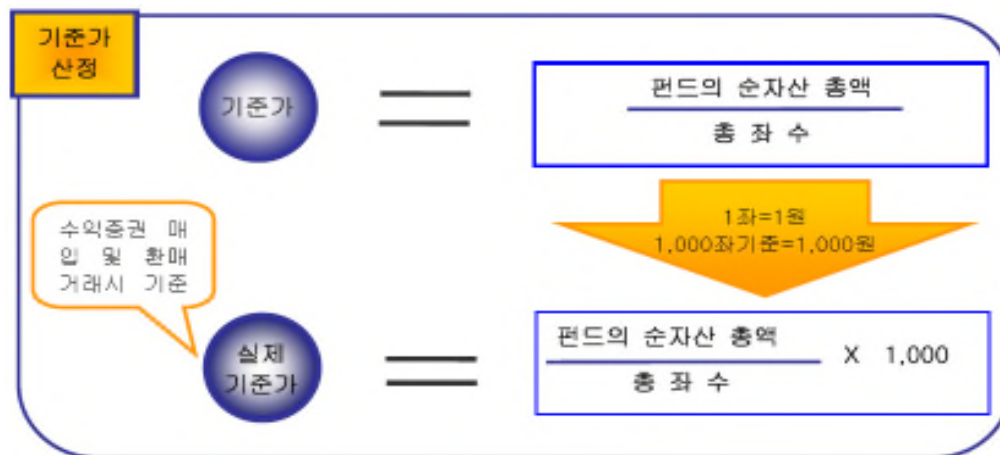 기준가
산정
기준가
펀드의 순자산 총액
총 좌 수
1좌=1원
1,000좌기준=1,000원
수익증권 매
입 및 환매
거래시 기준
실제
기준가
펀드의 순자산 총액
총 좌 수
X 1,000